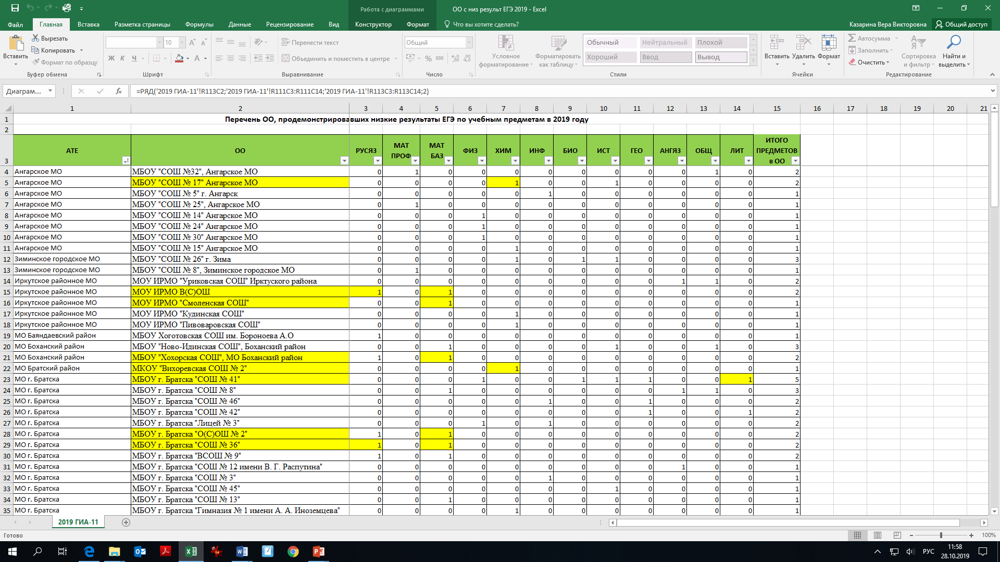 Работа с диаграммами
ОО с низ результ ЕГЭ 2019 - Excel
Файл Главная Вставка Разметка страницы Формулы Данные Рецензирование Вид Конструктор Формат Что вы хотите сделать? Казарина Вера Викторовна Общий доступ
Вставить Вырезать Копировать Формат по образцу
Буфер обмена
10
Ж К Ч
Шрифт
Перенести текст
Объединить и поместить в центре
Выравнивание
Общий
% 000
Число
Условное форматирование
Форматировать как таблицу
Обычный Нейтральный Плохой
Хороший Ввод Вывод
Стили
Вставить Удалить Формат
Ячейки
Автосумма
Заполнить
Очистить
Сортировка и фильтр
Найти и выделить
Редактирование
Диаграм... fx =РЯД('2019 ГИА-11'!R113C2;'2019 ГИА-11'!R111C3:R111C14;'2019 ГИА-11'!R113C3:R113C14;2)
1 2 3 4 5 6 7 8 9 10 11 12 13 14 15 16 17 18 19 20 21
1 Перечень ОО, продемонстрировавших низкие результаты ЕГЭ по учебным предметам в 2019 году
2
3 АТЕ ОО РУСЯЗ МАТ ПРОФ МАТ БАЗ ФИЗ ХИМ ИНФ БИО ИСТ ГЕО АНГЯЗ ОБЩ ЛИТ ИТОГО ПРЕДМЕТОВ в ОО
4 Ангарское МО МБОУ "СОШ №32", Ангарское МО 0 1 0 0 0 0 0 0 0 0 1 0 2
5 Ангарское МО МБОУ "СОШ № 17" Ангарское МО 0 0 0 0 1 0 0 1 0 0 0 0 2
6 Ангарское МО МБОУ "СОШ № 5" г. Ангарск 0 0 0 0 0 1 0 0 0 0 0 0 1
7 Ангарское МО МБОУ "СОШ № 25", Ангарское МО 0 1 0 0 0 0 0 0 0 0 0 0 1
8 Ангарское МО МБОУ "СОШ № 14" Ангарское МО 0 0 0 1 0 0 0 0 0 0 0 0 1
9 Ангарское МО МБОУ "СОШ № 24" Ангарское МО 0 0 0 1 0 0 0 0 0 0 0 0 1
10 Ангарское МО МБОУ "СОШ № 30" Ангарское МО 0 0 0 1 0 0 0 0 0 0 0 0 1
11 Ангарское МО МБОУ "СОШ № 15" Ангарское МО 0 0 0 0 1 0 0 0 0 0 0 0 1
12 Зиминское городское МО МБОУ "СОШ № 26" г. Зима 0 0 0 0 1 0 1 1 0 0 0 0 3
13 Зиминское городское МО МБОУ "СОШ № 8", Зиминское городское МО 0 1 0 0 0 0 0 0 0 0 0 0 1
14 Иркутское районное МО МОУ ИРМО "Уриковская СОШ" Ирктуского района 0 0 0 0 0 0 0 0 0 1 1 0 2
15 Иркутское районное МО МОУ ИРМО В(С)ОШ 1 0 1 0 0 0 0 0 0 0 0 0 2
16 Иркутское районное МО МОУ ИРМО "Смоленская СОШ" 0 0 1 0 0 0 0 0 0 0 0 0 1
17 Иркутское районное МО МОУ ИРМО "Кудинская СОШ" 0 0 0 0 1 0 0 0 0 0 0 0 1
18 Иркутское районное МО МОУ ИРМО "Пивоваровская СОШ" 0 0 0 0 1 0 0 0 0 0 0 0 1
19 МО Баяндаевский район МБОУ Хоготовская СОШ им. Бороноева А.О 1 0 0 0 0 0 0 0 0 0 0 0 1
20 МО Боханский район МБОУ "Ново-Идинская СОШ", Боханский район 0 0 1 0 0 0 0 1 0 0 1 0 3
21 МО Боханский район МБОУ "Хохорская СОШ", МО Боханский район 1 0 1 0 0 0 0 0 0 0 0 0 2
22 МО Братский район МКОУ "Вихоревская СОШ № 2" 0 0 0 0 1 0 0 0 0 0 0 0 1
23 МО г. Братска МБОУ г. Братска "СОШ № 41" 0 0 0 1 0 0 1 1 1 0 0 1 5
24 МО г. Братска МБОУ г. Братска "СОШ № 8" 0 0 1 0 0 0 0 0 0 1 1 0 3
25 МО г. Братска МБОУ г. Братска "СОШ № 46" 0 0 0 0 0 1 0 0 1 0 0 0 2
26 МО г. Братска МБОУ г. Братска "СОШ № 42" 0 0 0 0 0 0 0 0 1 0 0 1 2
27 МО г. Братска МБОУ г. Братска "Лицей № 3" 0 0 0 1 0 1 0 0 0 0 0 0 2
28 МО г. Братска МБОУ г. Братска "О(С)ОШ № 2" 1 0 1 0 0 0 0 0 0 0 0 0 2
29 МО г. Братска МБОУ г. Братска "СОШ № 36" 1 0 1 0 0 0 0 0 0 0 0 0 2
30 МО г. Братска МБОУ г. Братска "ВСОШ № 9" 1 0 1 0 0 0 0 0 0 0 0 0 2
31 МО г. Братска МБОУ г. Братска "СОШ № 12 имени В. Г. Распутина" 0 0 0 0 0 0 0 0 0 1 0 0 1
32 МО г. Братска МБОУ г. Братска "СОШ № 3" 0 0 0 0 0 1 0 0 0 0 0 0 1
33 МО г. Братска МБОУ г. Братска "СОШ № 45" 0 0 0 0 0 0 0 1 0 0 0 0 1
34 МО г. Братска МБОУ г. Братска "СОШ № 13" 0 0 1 0 0 0 0 0 0 0 0 0 1
35 МО г. Братска МБОУ г. Братска "Гимназия № 1 имени А. А. Иноземцева" 0 0 0 0 1 0 0 0 0 0 0 0 1
2019 ГИА-11
Готово 100%
РУС 11:58
28.10.2019